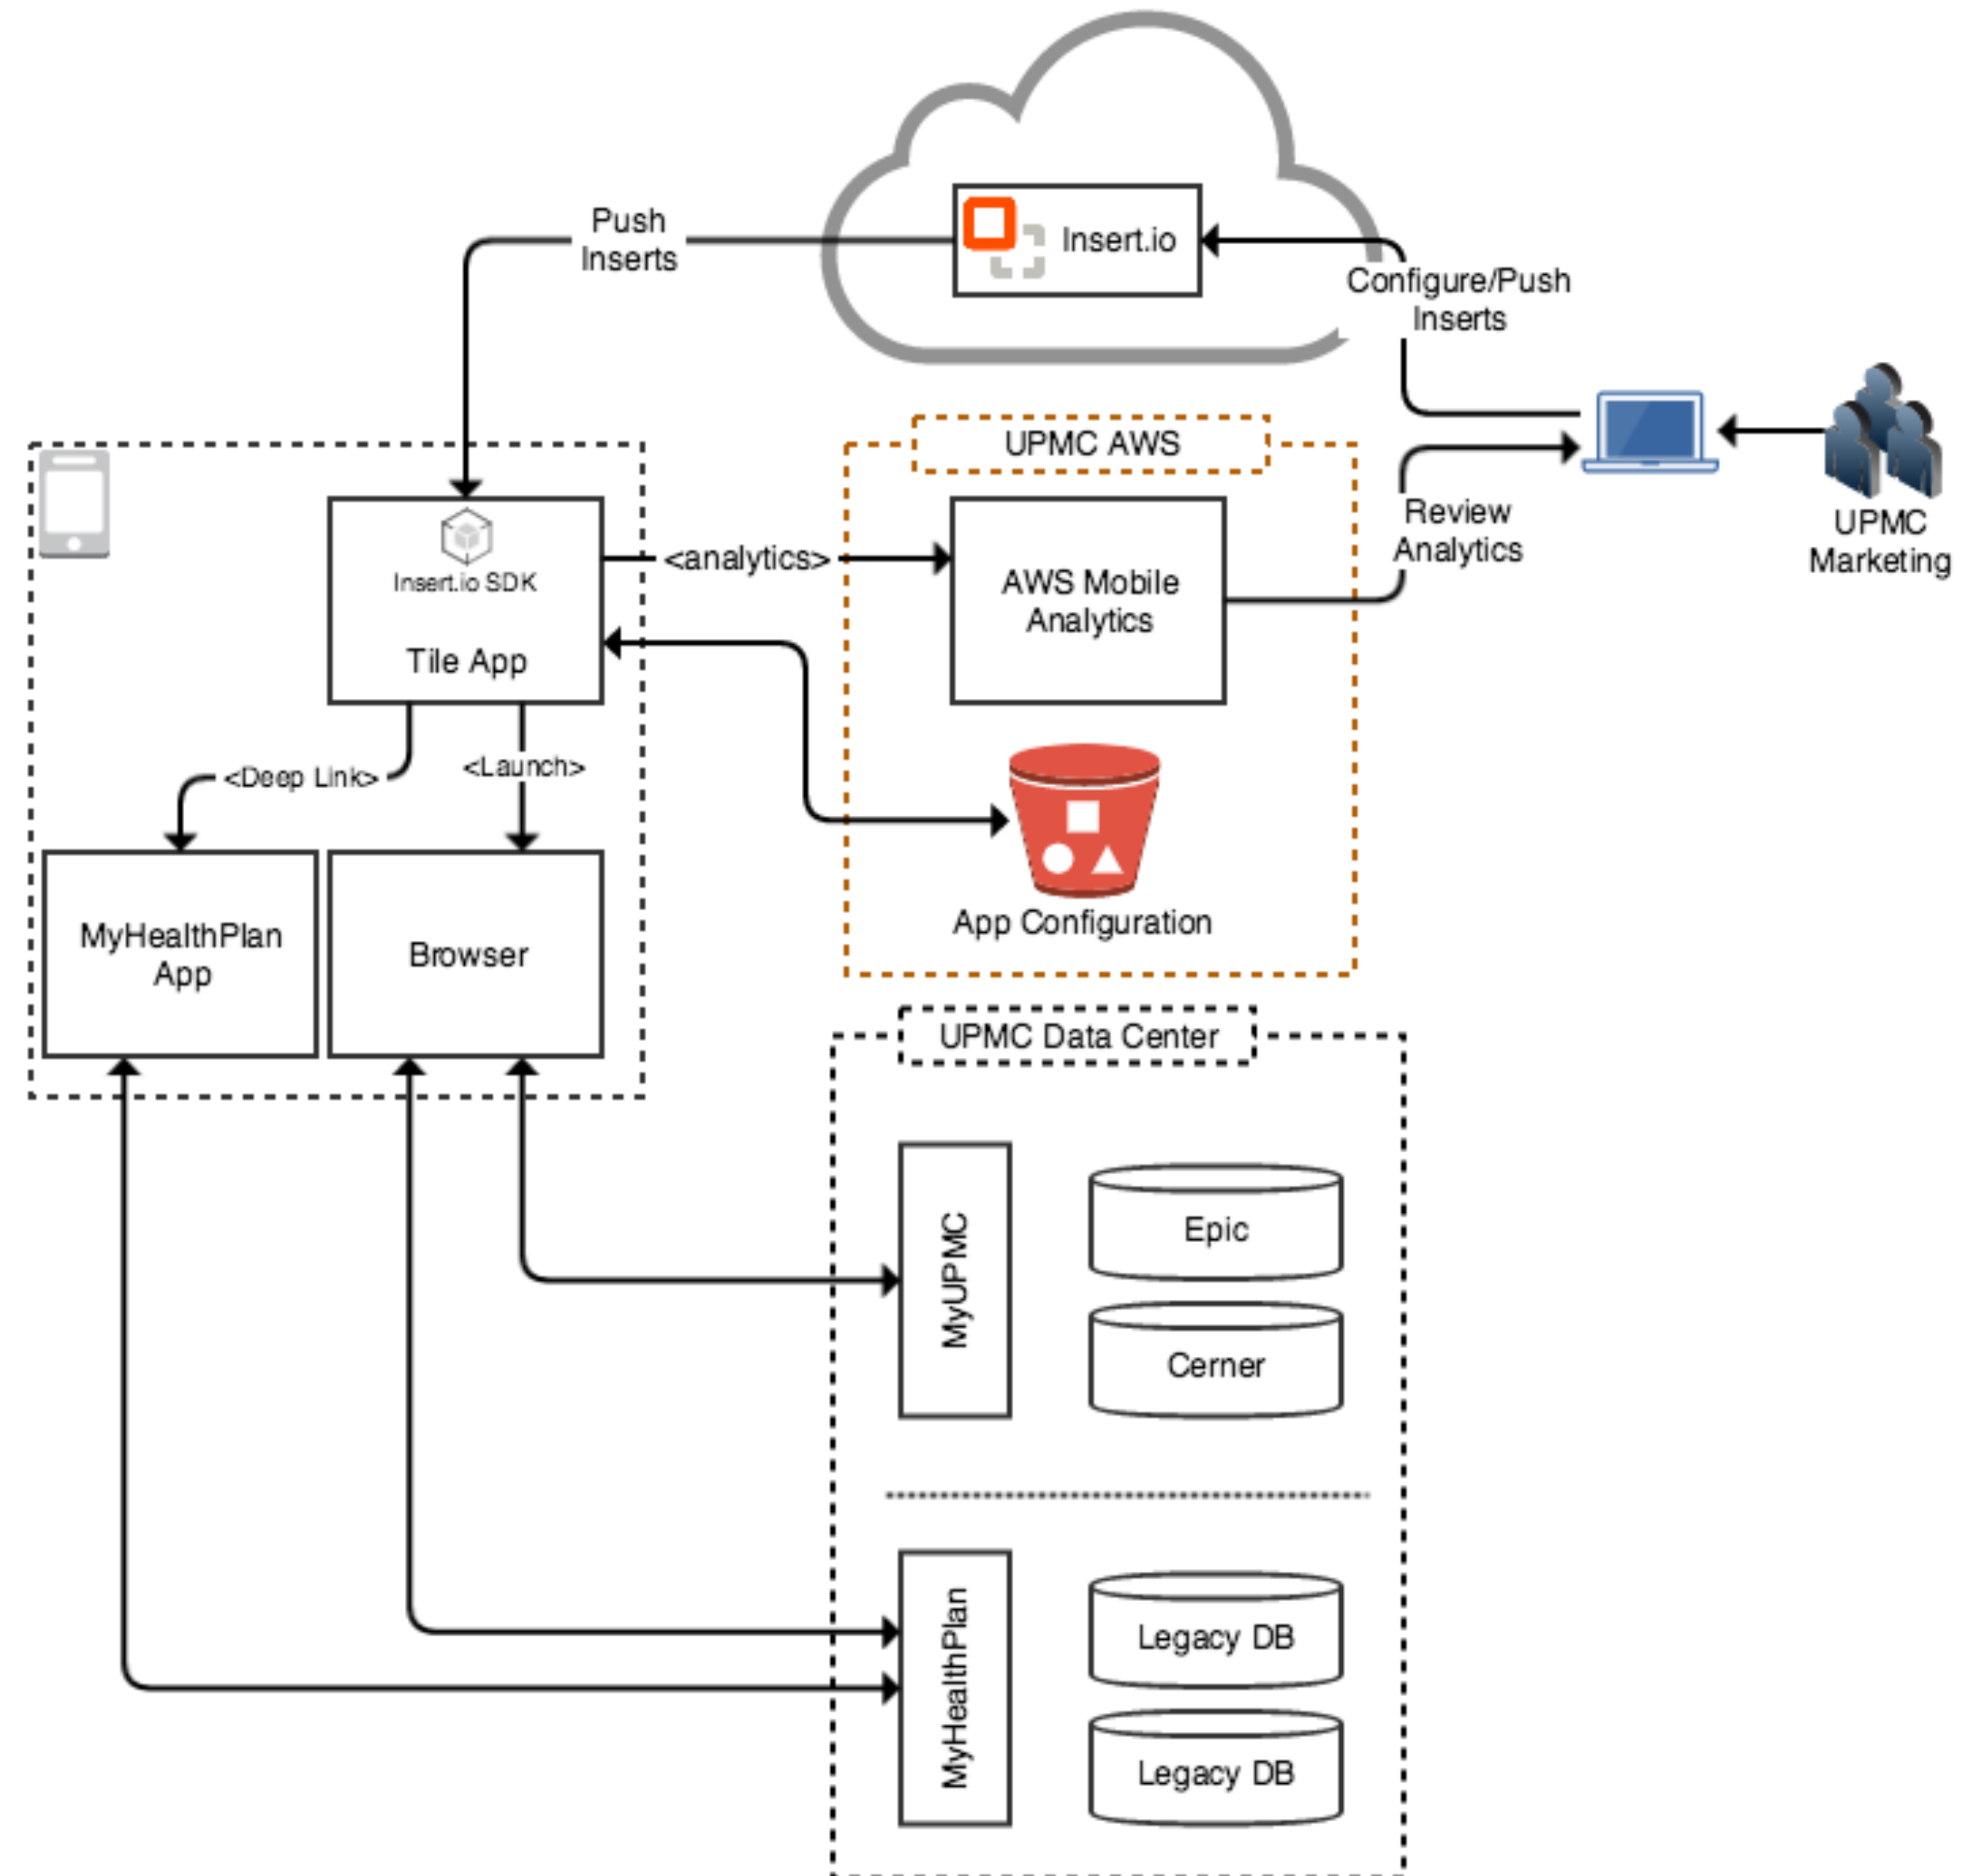 Insert.io
Push
Inserts
Configure/Push
Inserts
UPMC AWS
Insert.io SDK
Tile App
<analytics>
AWS Mobile
Analytics
Review
Analytics
UPMC
Marketing
<Deep Link>
<Launch>
MyHealthPlan
App
Browser
App Configuration
UPMC Data Center
MyUPMC
Epic
Cerner
MyHealthPlan
Legacy DB
Legacy DB